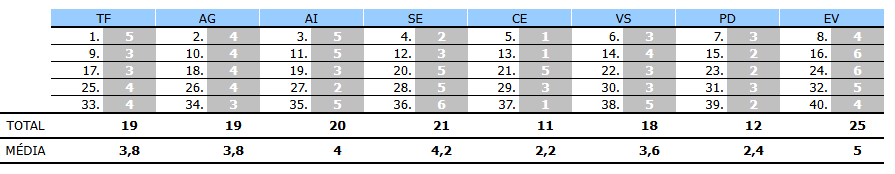 TF AG AI SE CE VS PD EV
1. 5 2. 4 3. 5 4. 2 5. 1 6. 3 7. 3 8. 4
9. 3 10. 4 11. 5 12. 3 13. 1 14. 4 15. 2 16. 6
17. 3 18. 4 19. 3 20. 5 21. 5 22. 3 23. 2 24. 6
25. 4 26. 4 27. 2 28. 5 29. 3 30. 3 31. 3 32. 5
33. 4 34. 3 35. 5 36. 6 37. 1 38. 5 39. 2 40. 4
TOTAL 19 19 20 21 11 18 12 25
MÉDIA 3,8 3,8 4 4,2 2,2 3,6 2,4 5